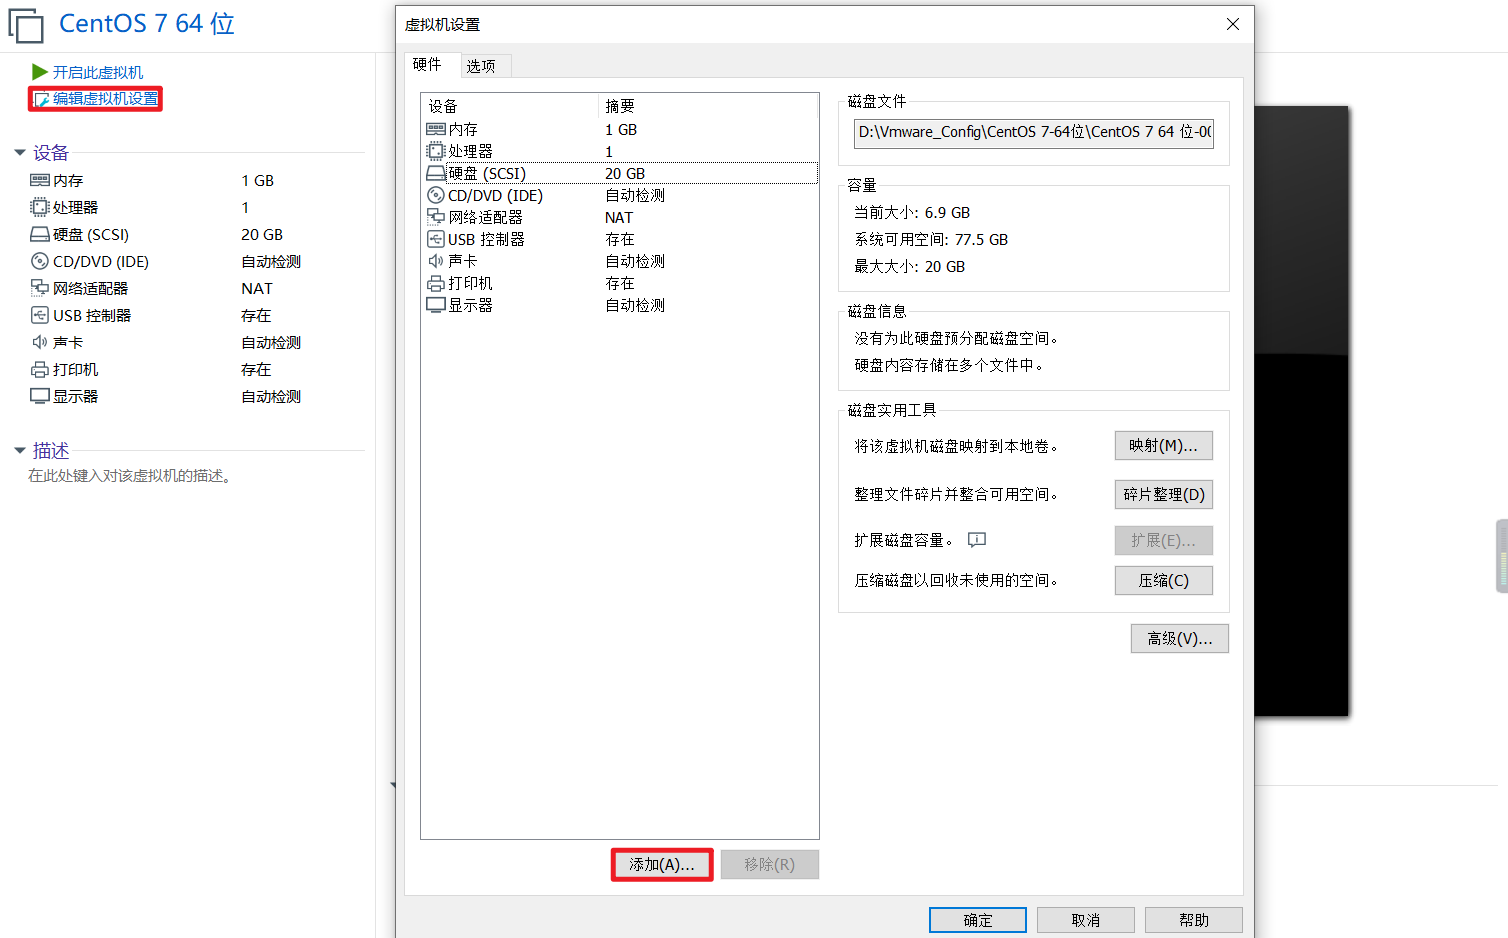 CentOS 7 64 位
开启此虚拟机
编辑虚拟机设置
设备
内存 1 GB
处理器 1
硬盘 (SCSI) 20 GB
CD/DVD (IDE) 自动检测
网络适配器 NAT
USB 控制器 存在
声卡 自动检测
打印机 存在
显示器 自动检测
描述
在此处键入对该虚拟机的描述。
虚拟机设置
硬件 选项
设备 摘要
内存 1 GB
处理器 1
硬盘 (SCSI) 20 GB
CD/DVD (IDE) 自动检测
网络适配器 NAT
USB 控制器 存在
声卡 自动检测
打印机 存在
显示器 自动检测
添加(A)... 移除(R)
磁盘文件
D:\Vmware_Config\CentOS 7-64位\CentOS 7 64 位-0(
容量
当前大小: 6.9 GB
系统可用空间: 77.5 GB
最大大小: 20 GB
磁盘信息
没有为此硬盘预分配磁盘空间。
硬盘内容存储在多个文件中。
磁盘实用工具
将该虚拟机磁盘映射到本地卷。 映射(M)...
整理文件碎片并整合可用空间。 碎片整理(D)
扩展磁盘容量。 扩展(E)...
压缩磁盘以回收未使用的空间。 压缩(C)
高级(V)...
确定 取消 帮助